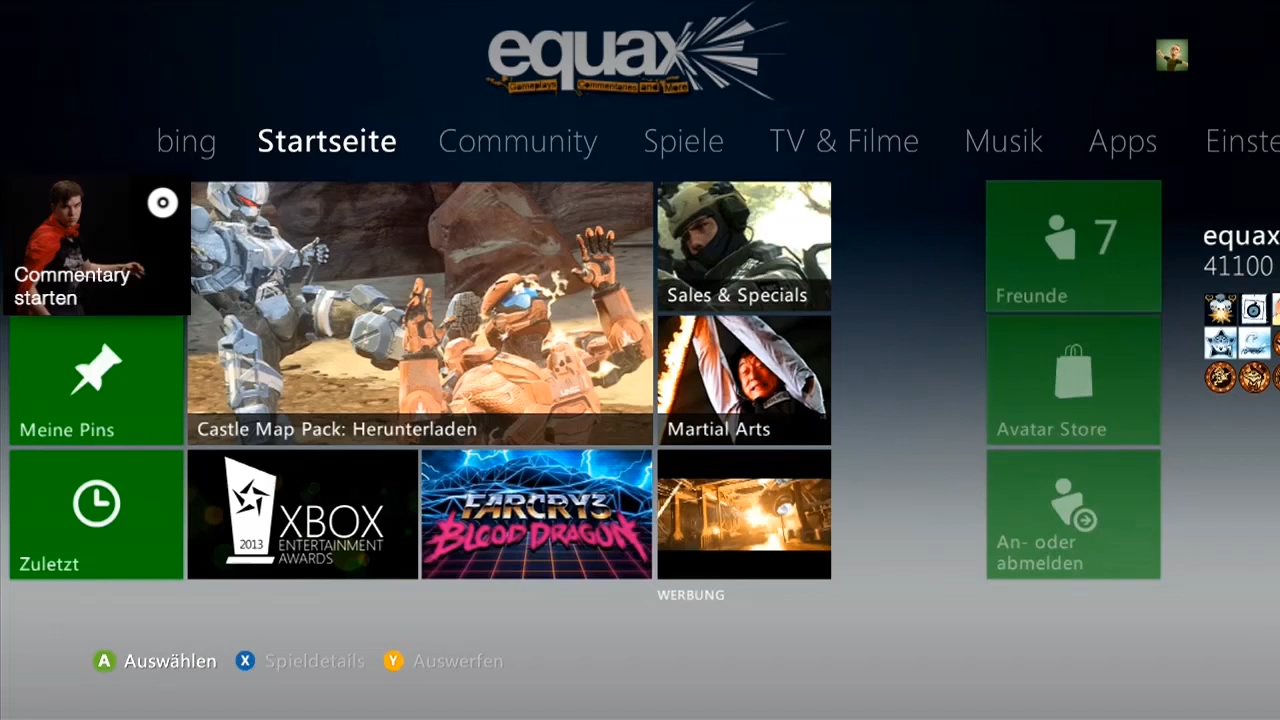 equax
Gameplays Commentaries and More
bing Startseite Community Spiele TV & Filme Musik Apps Einste
Commentary
starten
Meine Pins
Zuletzt
Castle Map Pack: Herunterladen
2013
XBOX
ENTERTAINMENT
AWARDS
FARCRY3
BLOOD DRAGON
Sales & Specials
Martial Arts
WERBUNG
7
Freunde
Avatar Store
An- oder
abmelden
equax
41100
A Auswählen X Spieldetails Y Auswerfen